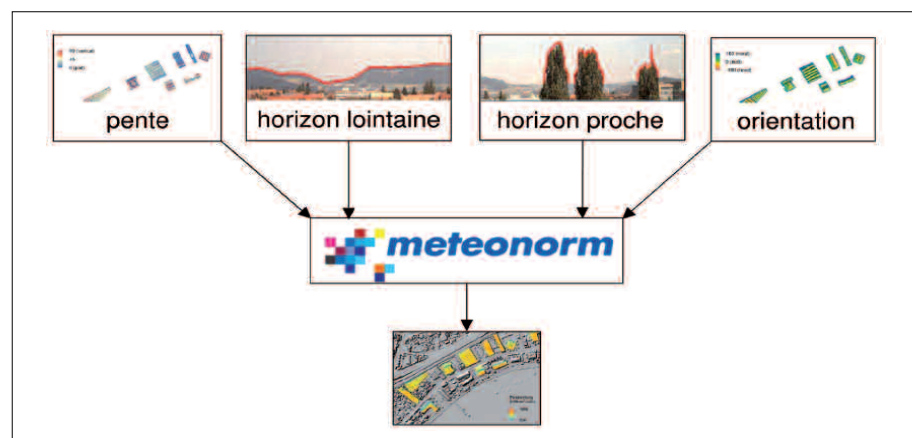 pente
horizon lointaine
horizon proche
orientation
meteonorm